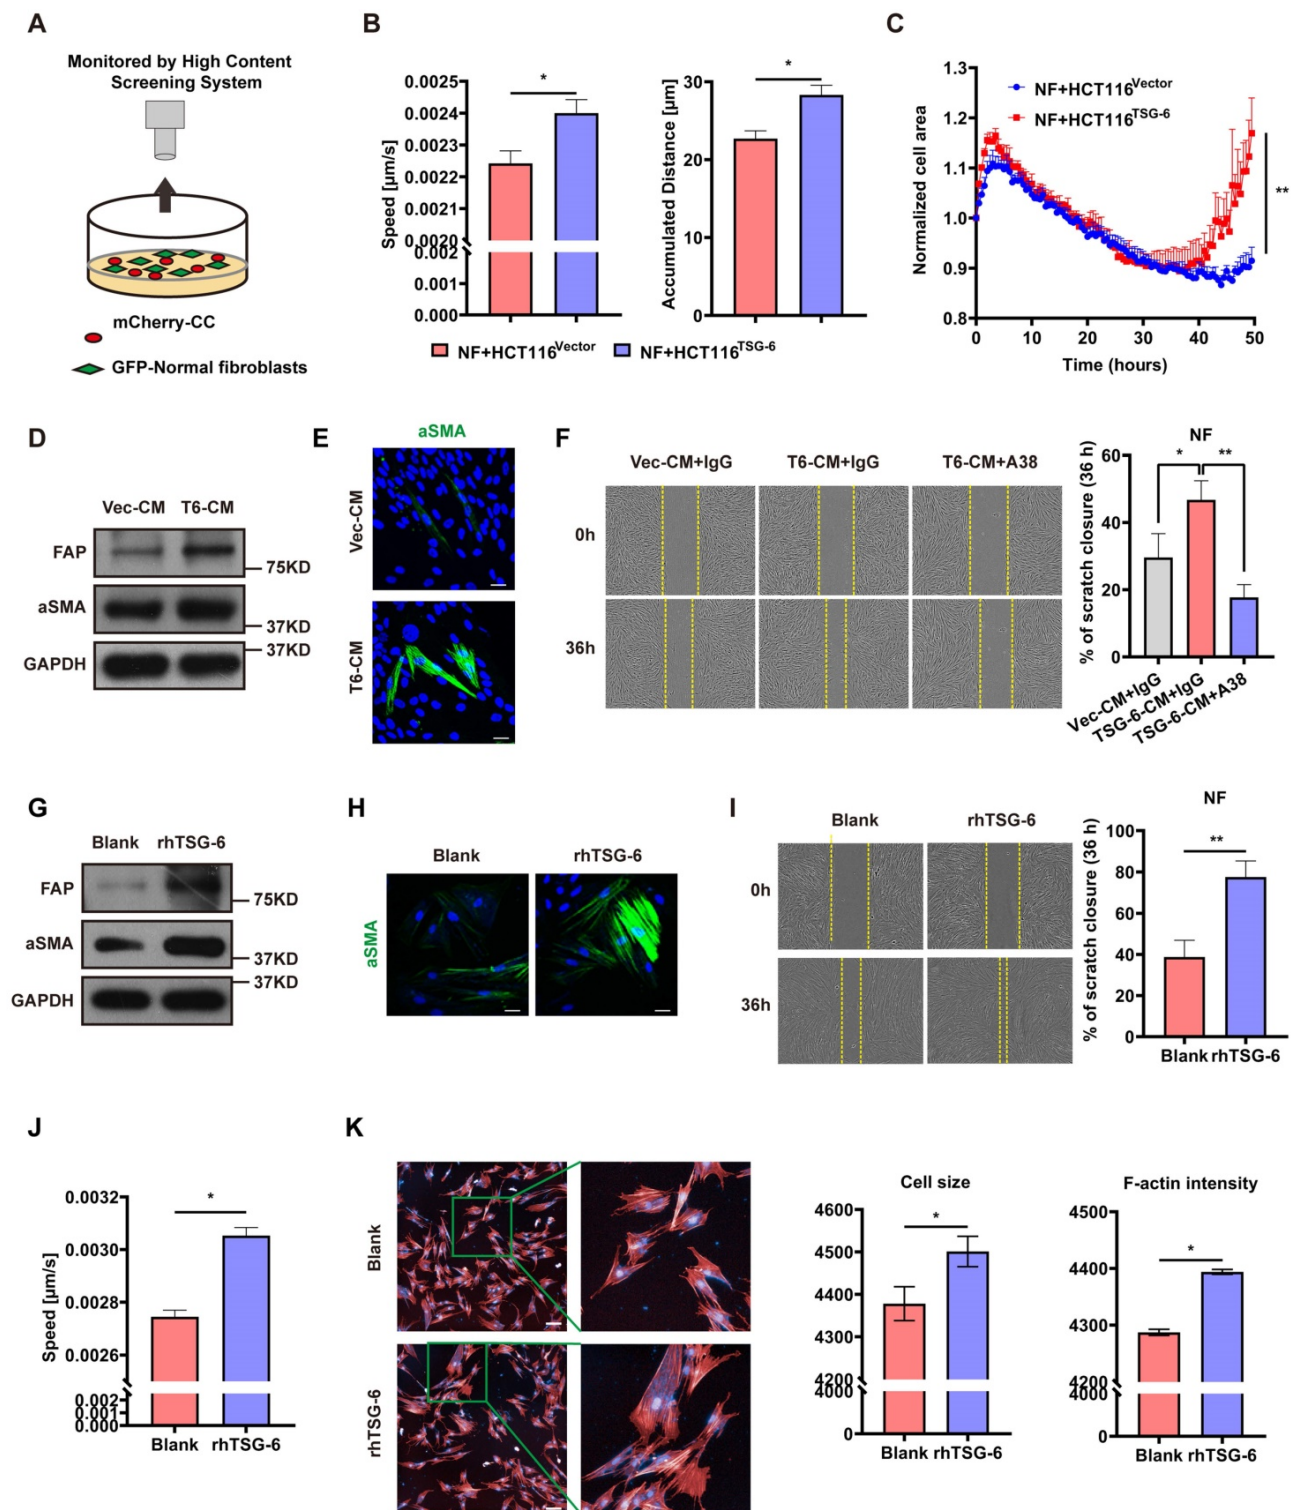 A
Monitored by High Content
Screening System
mCherry-CC
GFP-Normal fibroblasts
B
Speed [μm/s]
0.0025
0.0024
0.0023
0.0022
0.0021
0.0020
0.002
0.001
0.000
*
Accumulated Distance [μm]
30
20
10
0
*
NF+HCT116Vector
NF+HCT116TSG-6
C
Normalized cell area
1.3
1.2
1.1
1.0
0.9
0.8
NF+HCT116Vector
NF+HCT116TSG-6
**
0 10 20 30 40 50
Time (hours)
D
Vec-CM T6-CM
FAP
75KD
aSMA
37KD
37KD
GAPDH
E
aSMA
Vec-CM
T6-CM
F
Vec-CM+IgG T6-CM+IgG T6-CM+A38
0h
36h
NF
% of scratch closure (36 h)
60
40
20
0
* **
Vec-CM+IgG
TSG-6-CM+IgG
TSG-6-CM+A38
G
Blank rhTSG-6
FAP
75KD
aSMA
37KD
37KD
GAPDH
H
Blank rhTSG-6
aSMA
I
Blank rhTSG-6
0h
36h
NF
% of scratch closure (36 h)
100
80
60
40
20
0
**
Blank rhTSG-6
J
Speed [μm/s]
0.0032
0.0030
0.0028
0.0026
0.002
0.001
0.000
*
Blank rhTSG-6
K
Blank
rhTSG-6
Cell size
4600
4500
4400
4300
4200
4000
0
*
Blank rhTSG-6
F-actin intensity
4500
4400
4300
4200
4000
0
*
Blank rhTSG-6